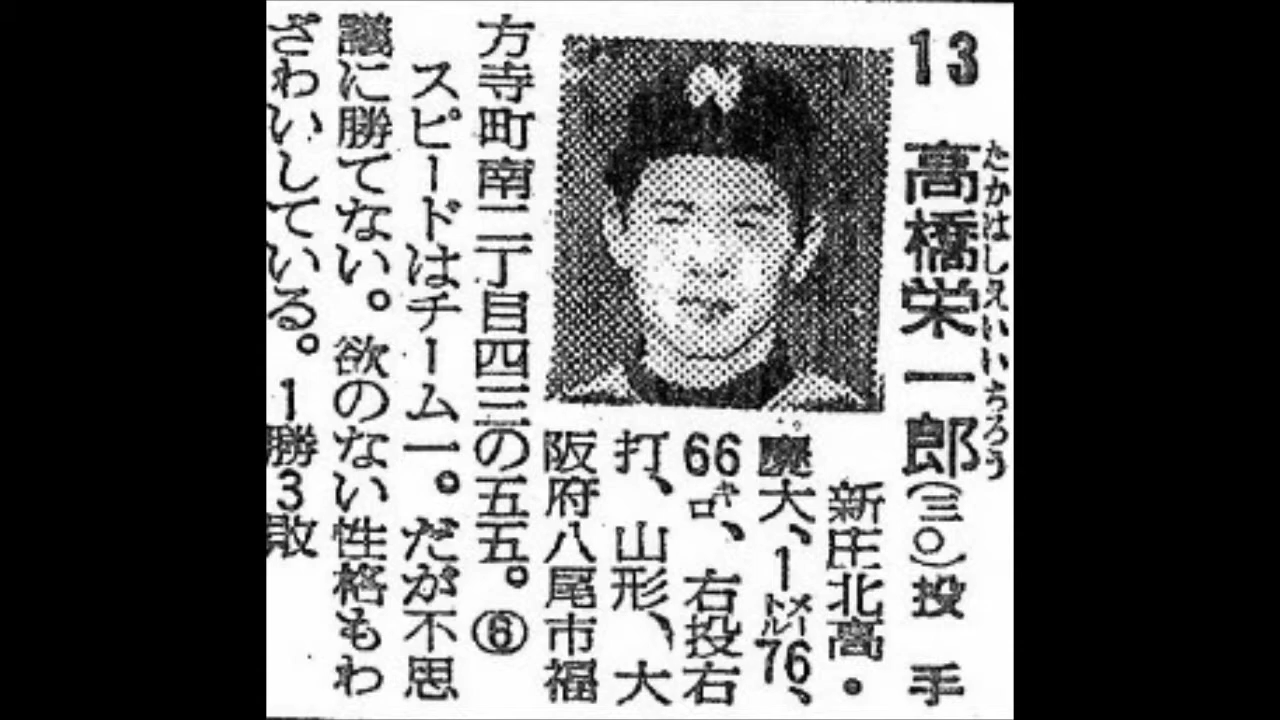 13 高橋栄一郎(三〇)投手
たかはしえいいちろう
新庄北高・
慶大、1メートル76、
66キロ、右投右
打、山形、大
阪府八尾市福
方寺町南二丁目四三の五五。⑥
スピードはチーム一。だが不思
議に勝てない。欲のない性格もわ
ざわいしている。1勝3敗